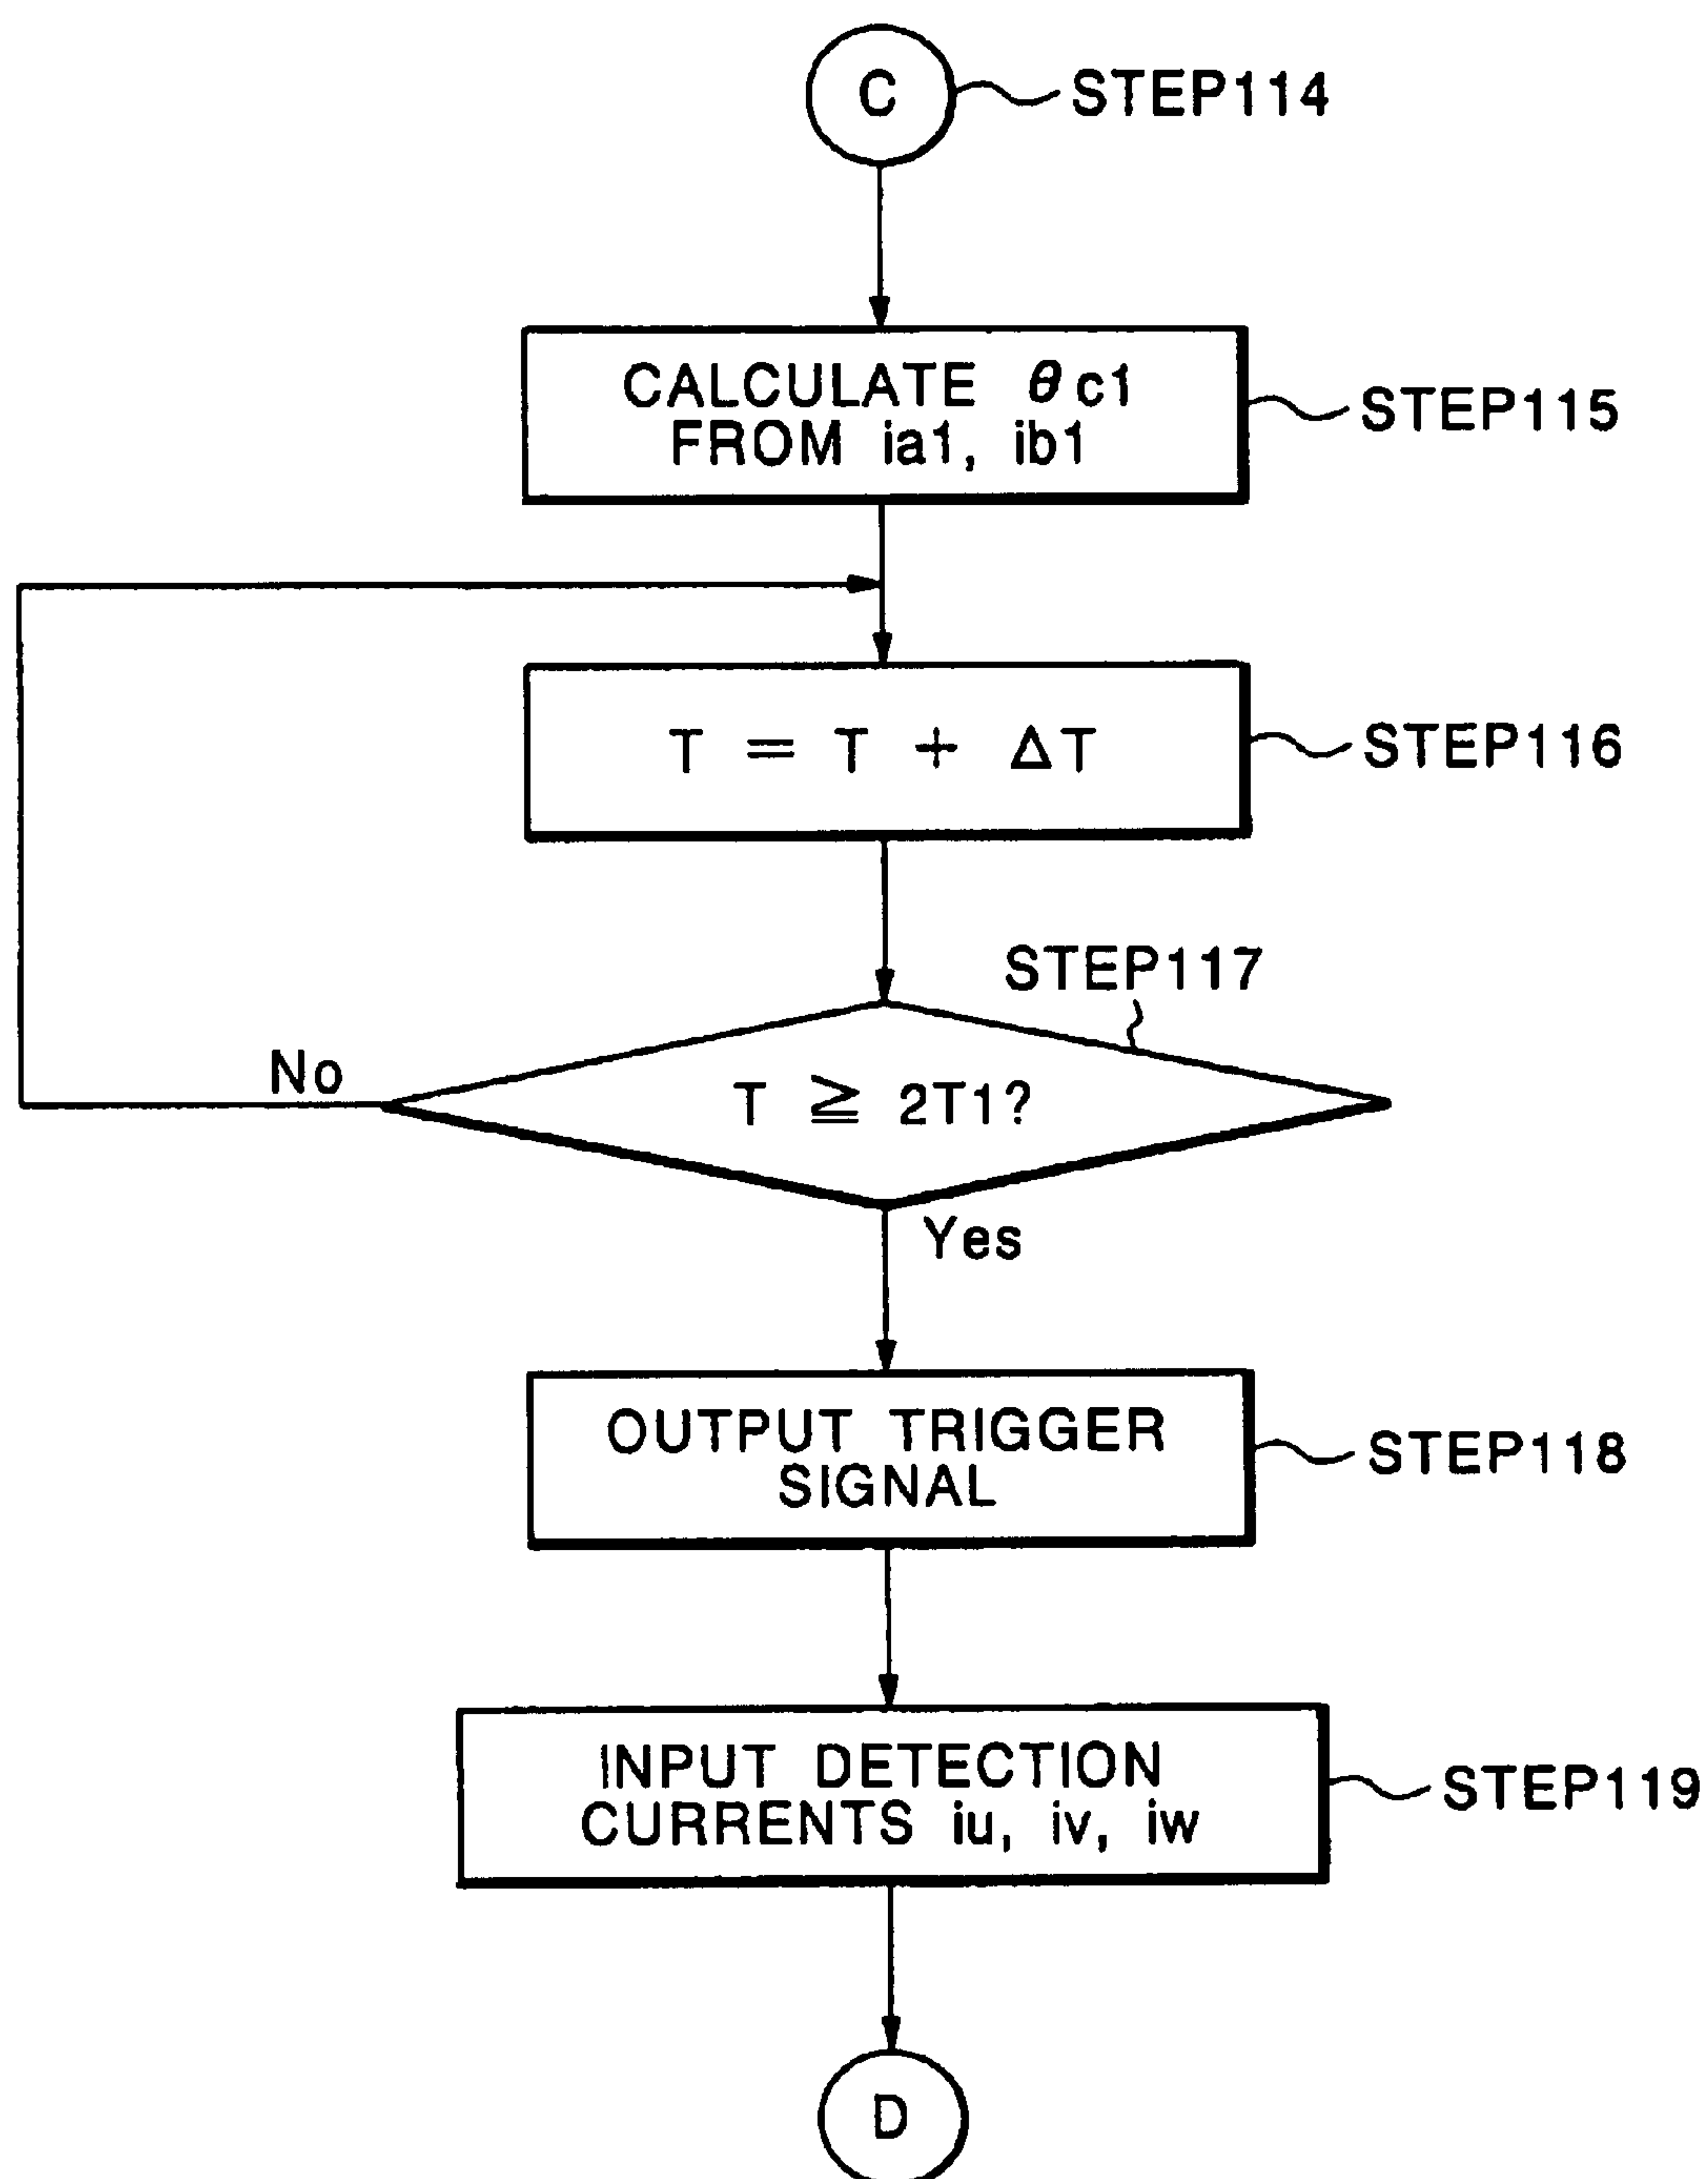 C
STEP114
CALCULATE θc1
FROM ia1, ib1
STEP115
T = T + ΔT
STEP116
STEP117
No
T ≧ 2T1?
Yes
OUTPUT TRIGGER
SIGNAL
STEP118
INPUT DETECTION
CURRENTS iu, iv, iw
STEP119
D